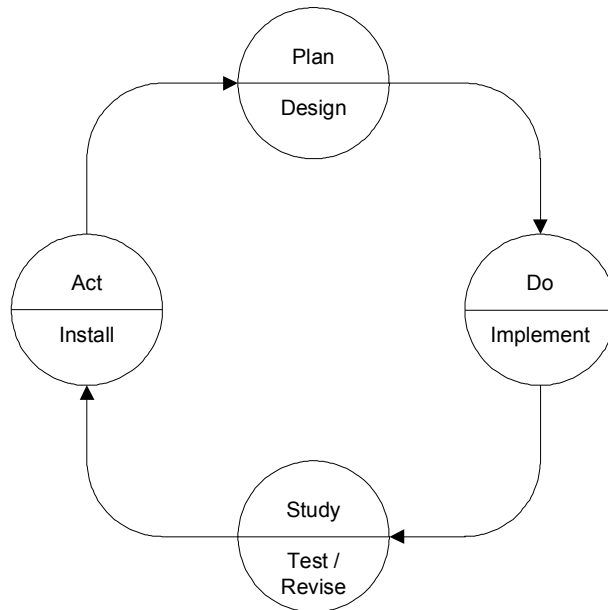 Plan
Design
Do
Implement
Study
Test /
Revise
Act
Install